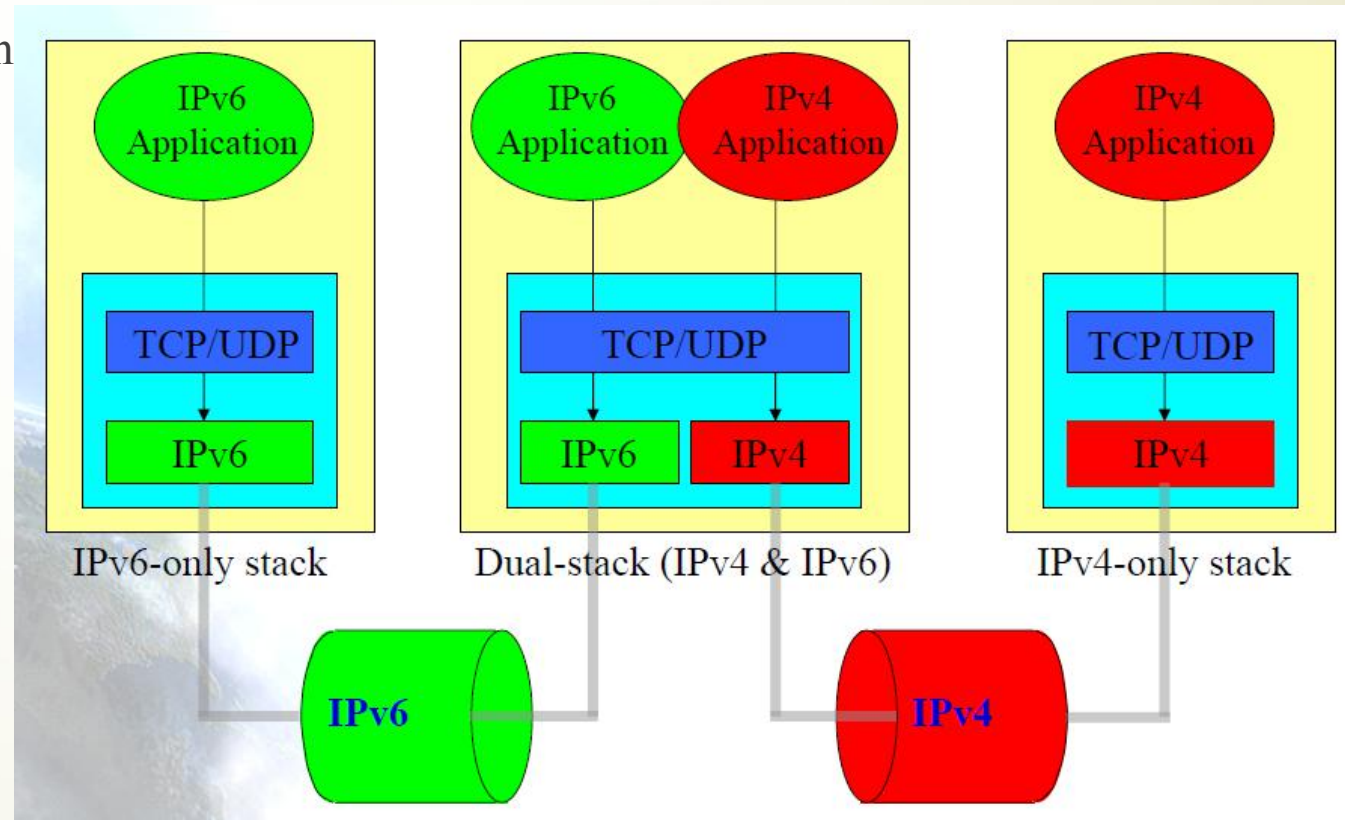 n
IPv6
Application
IPv6
Application
IPv4
Application
IPv4
Application
TCP/UDP
TCP/UDP
TCP/UDP
IPv6
IPv6
IPv4
IPv4
IPv6-only stack
Dual-stack (IPv4 & IPv6)
IPv4-only stack
IPv6
IPv4